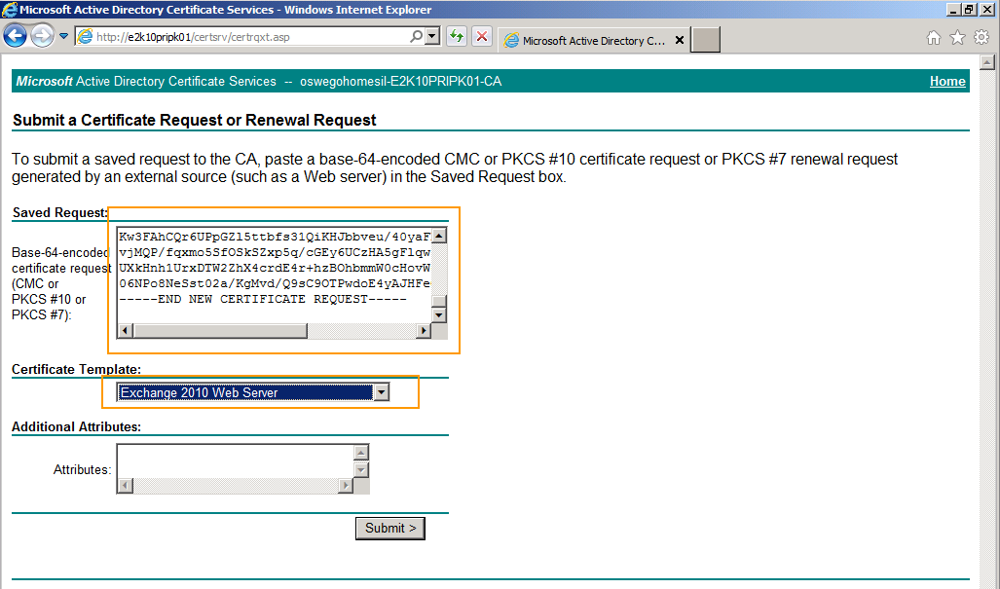 Microsoft Active Directory Certificate Services - Windows Internet Explorer
http://e2k10pripk01/certsrv/certrqxt.asp
Microsoft Active Directory C...
Microsoft Active Directory Certificate Services -- oswegohomesil-E2K10PRIPK01-CA
Home
Submit a Certificate Request or Renewal Request
To submit a saved request to the CA, paste a base-64-encoded CMC or PKCS #10 certificate request or PKCS #7 renewal request
generated by an external source (such as a Web server) in the Saved Request box.
Saved Request:
Base-64-encoded
certificate request
(CMC or
PKCS #10 or
PKCS #7):
Kw3FAhCQr6UPpGZl5ttbfs31QiKHJbbveu/40yaF
vjMQP/fqxmo5SfOSkSZxp5q/cGEy6UCzHA5gFlqw
UXkHnh1UrxDTW2ZhX4crdE4r+hzBOhbmmW0cHovW
06NPo8NeSst02a/KgMvd/Q9sC9OTPwdoE4yAJHFe
-----END NEW CERTIFICATE REQUEST-----
Certificate Template:
Exchange 2010 Web Server
Additional Attributes:
Attributes:
Submit >